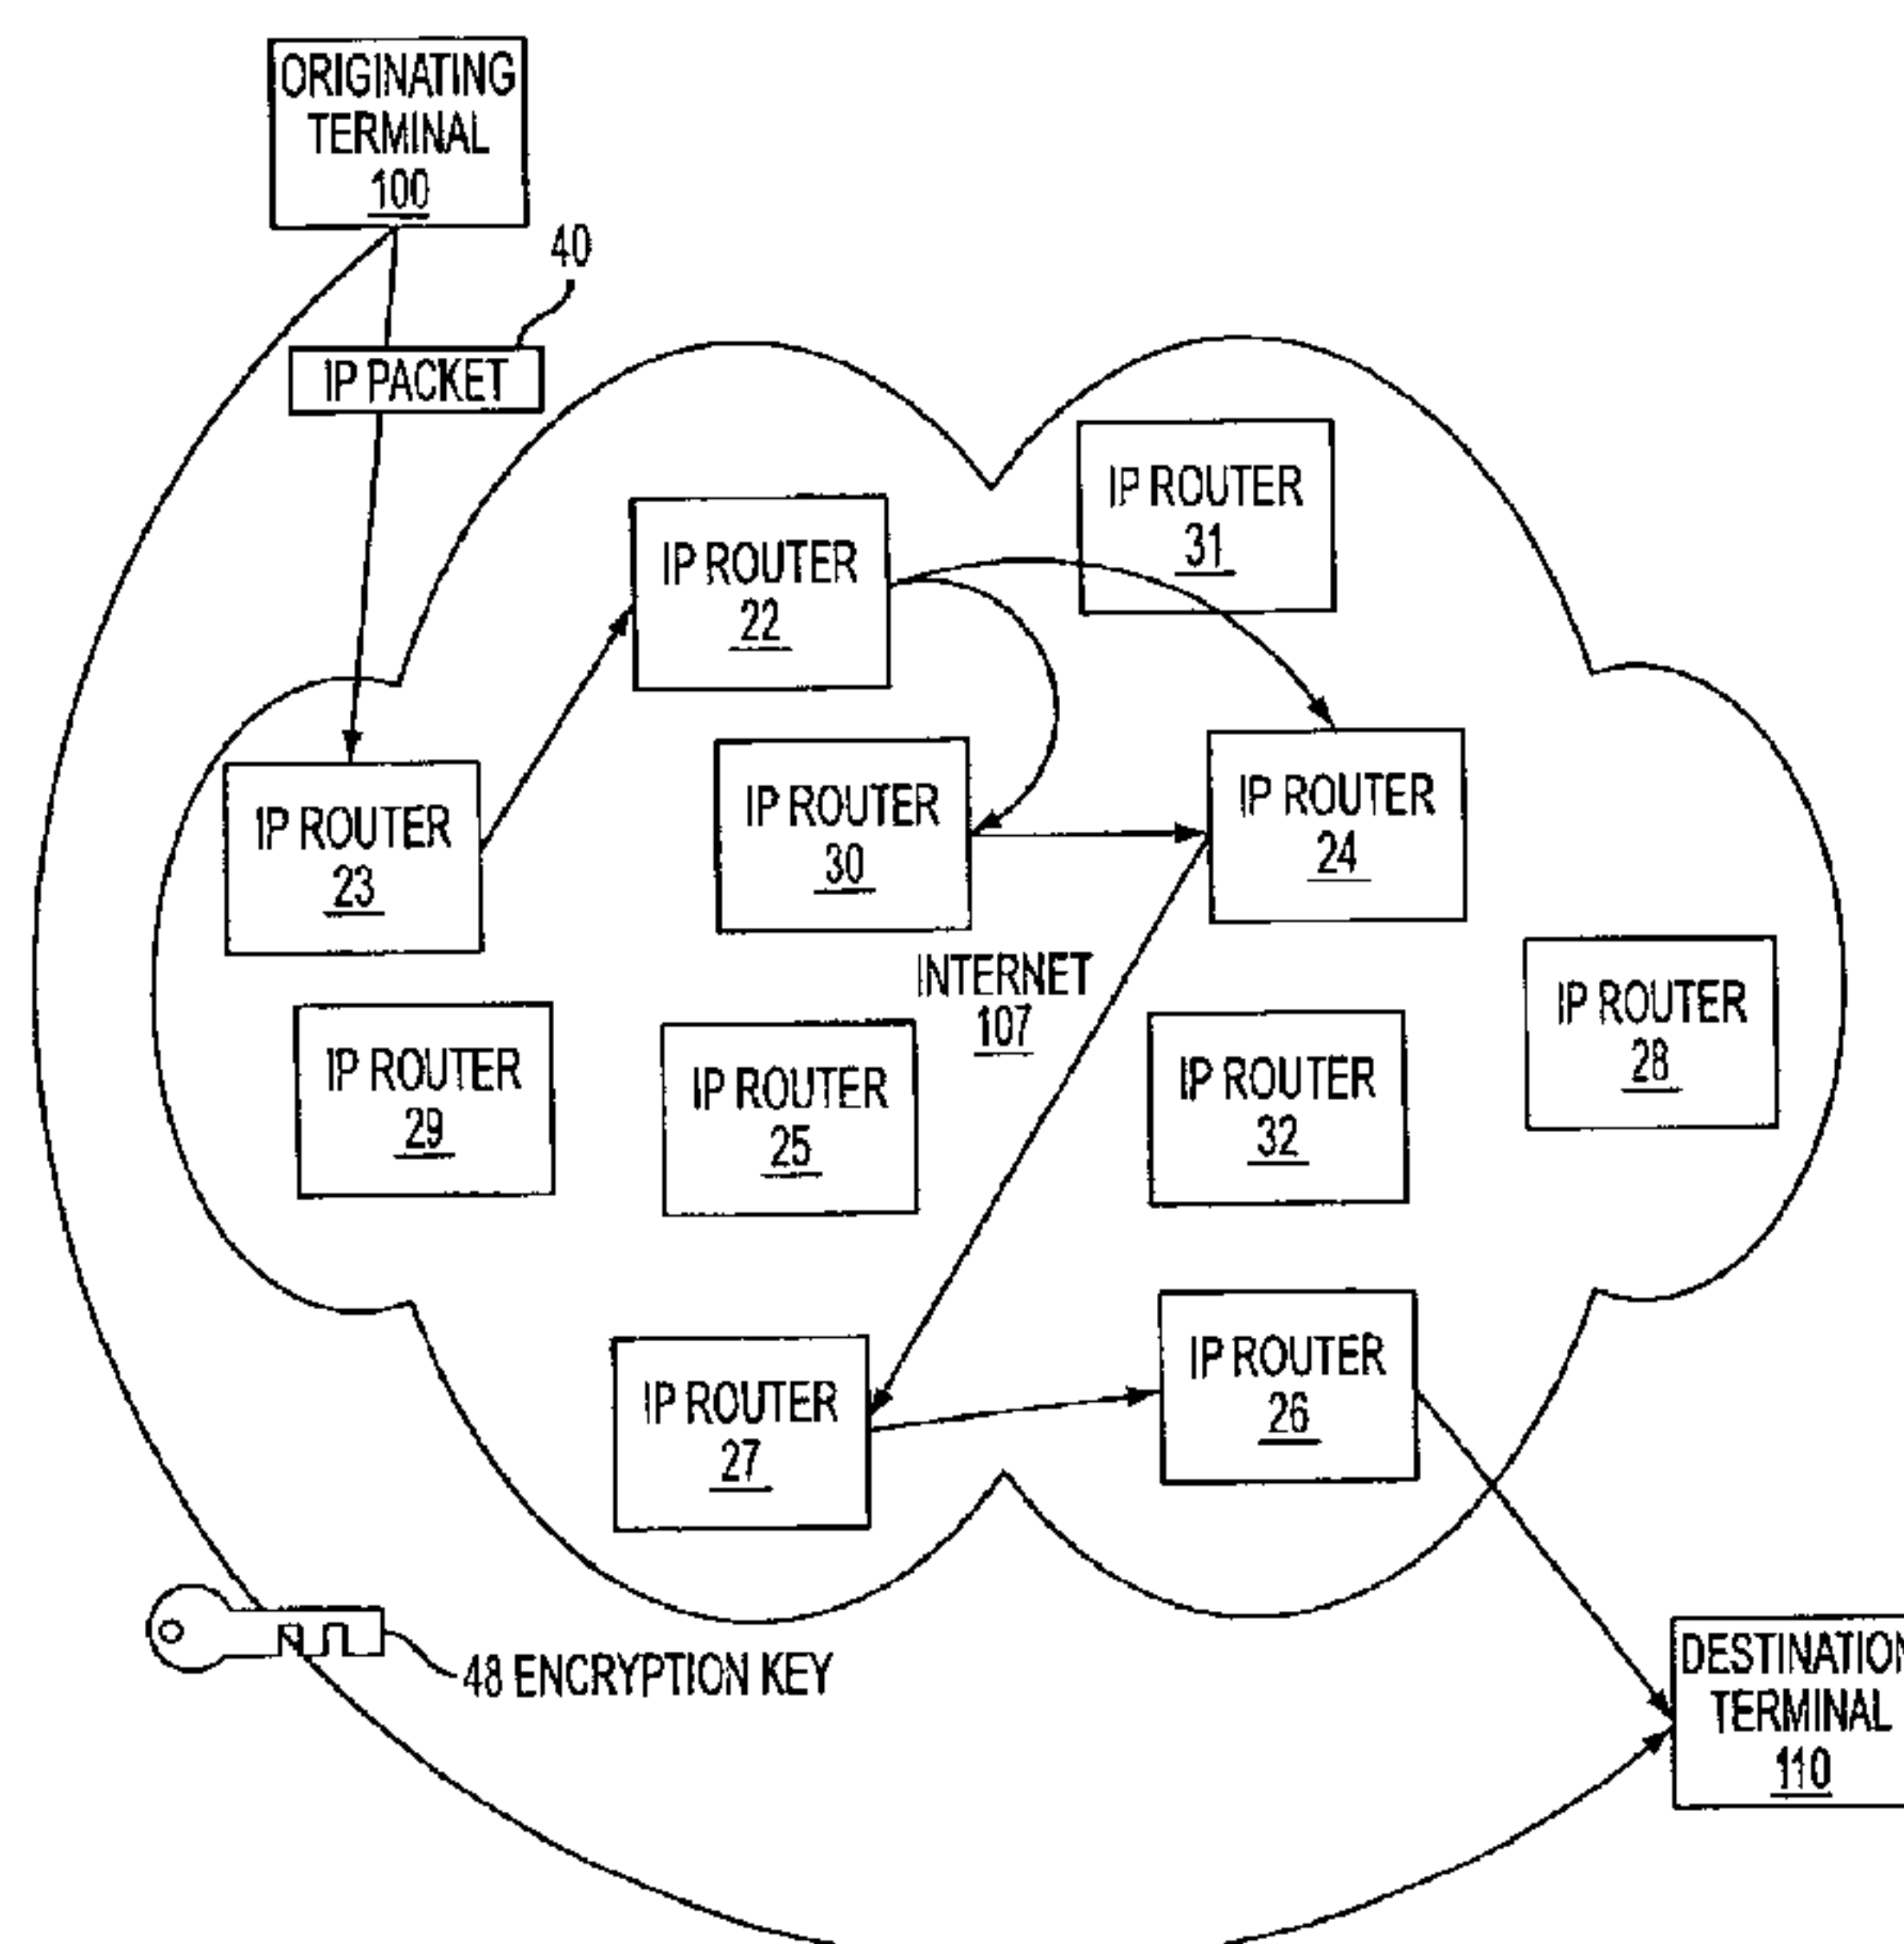 ORIGINATING
TERMINAL
100
40
IP PACKET
IP ROUTER
31
IP ROUTER
22
IP ROUTER
24
IP ROUTER
30
IP ROUTER
23
INTERNET
107
IP ROUTER
28
IP ROUTER
29
IP ROUTER
25
IP ROUTER
32
IP ROUTER
26
IP ROUTER
27
48 ENCRYPTION KEY
DESTINATION
TERMINAL
110